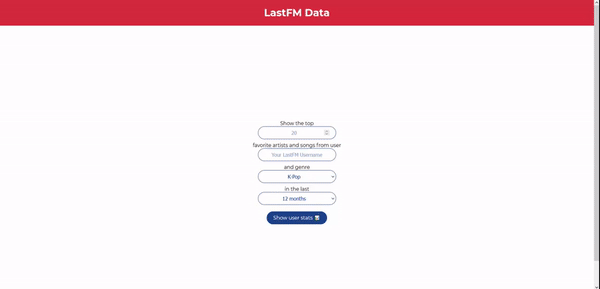 LastFM Data
Show the top
20
favorite artists and songs from user
Your LastFM Username
and genre
K-Pop
in the last
12 months
Show user stats